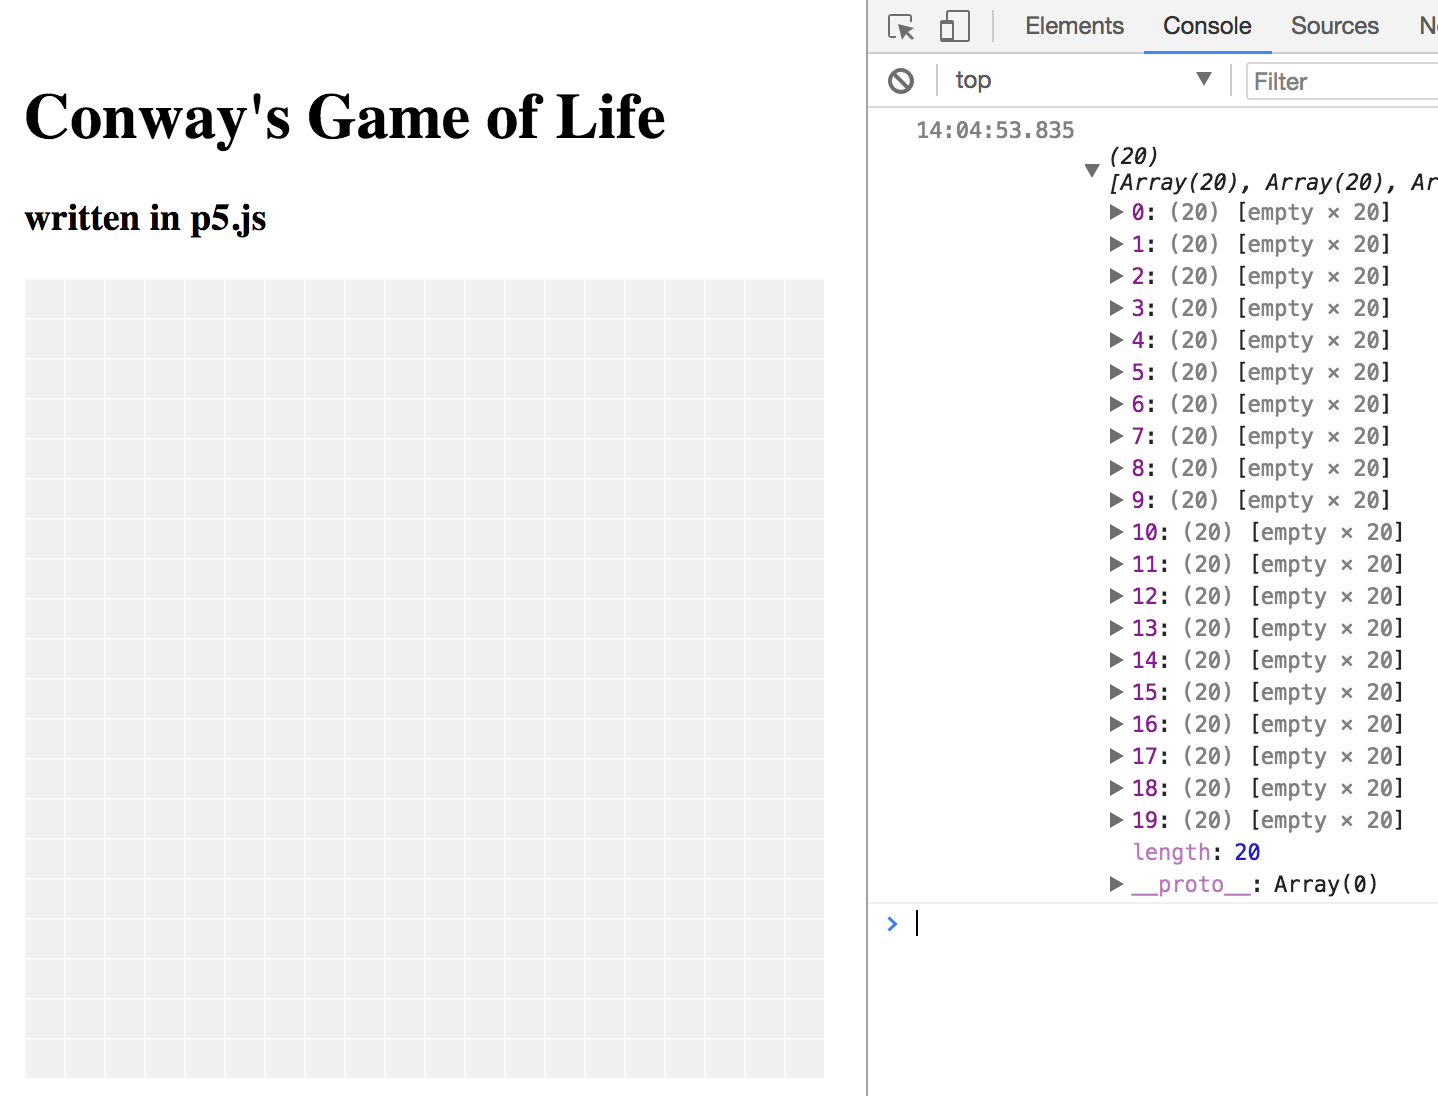 Conway's Game of Life
written in p5.js
Elements Console Sources
top ▼ Filter
14:04:53.835
(20)
▼ [Array(20), Array(20), Ar
▶ 0: (20) [empty × 20]
▶ 1: (20) [empty × 20]
▶ 2: (20) [empty × 20]
▶ 3: (20) [empty × 20]
▶ 4: (20) [empty × 20]
▶ 5: (20) [empty × 20]
▶ 6: (20) [empty × 20]
▶ 7: (20) [empty × 20]
▶ 8: (20) [empty × 20]
▶ 9: (20) [empty × 20]
▶ 10: (20) [empty × 20]
▶ 11: (20) [empty × 20]
▶ 12: (20) [empty × 20]
▶ 13: (20) [empty × 20]
▶ 14: (20) [empty × 20]
▶ 15: (20) [empty × 20]
▶ 16: (20) [empty × 20]
▶ 17: (20) [empty × 20]
▶ 18: (20) [empty × 20]
▶ 19: (20) [empty × 20]
length: 20
▶ __proto__: Array(0)
>